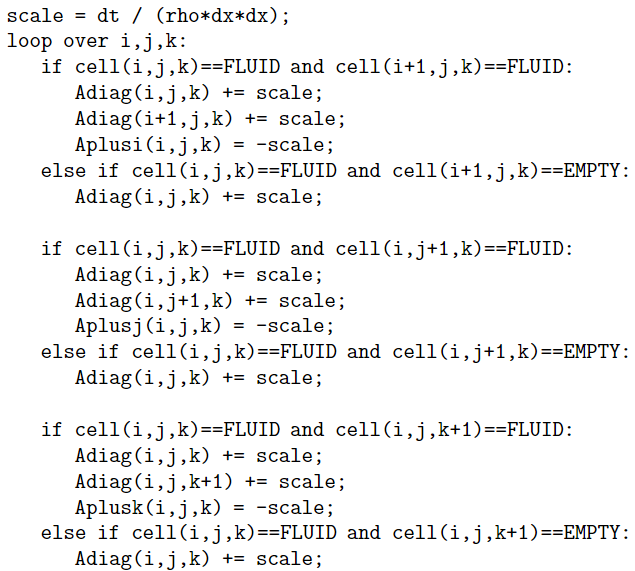 scale = dt / (rho*dx*dx);
loop over i,j,k:
   if cell(i,j,k)==FLUID and cell(i+1,j,k)==FLUID:
      Adiag(i,j,k) += scale;
      Adiag(i+1,j,k) += scale;
      Aplusi(i,j,k) = -scale;
   else if cell(i,j,k)==FLUID and cell(i+1,j,k)==EMPTY:
      Adiag(i,j,k) += scale;

   if cell(i,j,k)==FLUID and cell(i,j+1,k)==FLUID:
      Adiag(i,j,k) += scale;
      Adiag(i,j+1,k) += scale;
      Aplusj(i,j,k) = -scale;
   else if cell(i,j,k)==FLUID and cell(i,j+1,k)==EMPTY:
      Adiag(i,j,k) += scale;

   if cell(i,j,k)==FLUID and cell(i,j,k+1)==FLUID:
      Adiag(i,j,k) += scale;
      Adiag(i,j,k+1) += scale;
      Aplusk(i,j,k) = -scale;
   else if cell(i,j,k)==FLUID and cell(i,j,k+1)==EMPTY:
      Adiag(i,j,k) += scale;